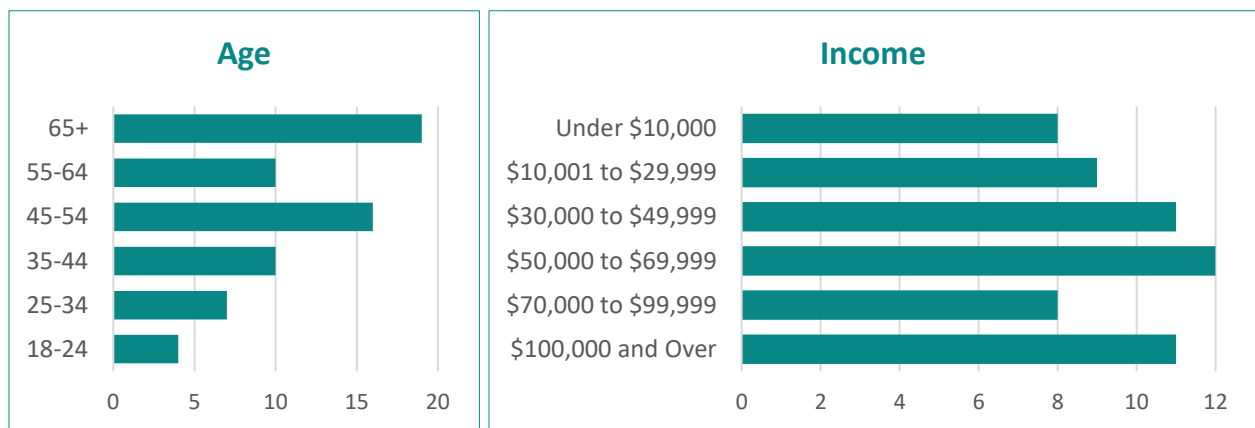 Age
65+
55-64
45-54
35-44
25-34
18-24
0 5 10 15 20
Income
Under $10,000
$10,001 to $29,999
$30,000 to $49,999
$50,000 to $69,999
$70,000 to $99,999
$100,000 and Over
0 2 4 6 8 10 12